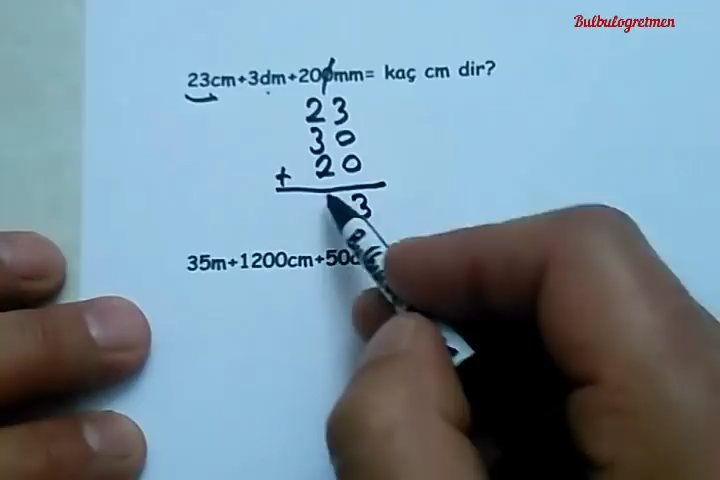 Bulbulogretmen
23cm+3dm+200mm= kaç cm dir?
23
30
+ 20
3
35m+1200cm+50